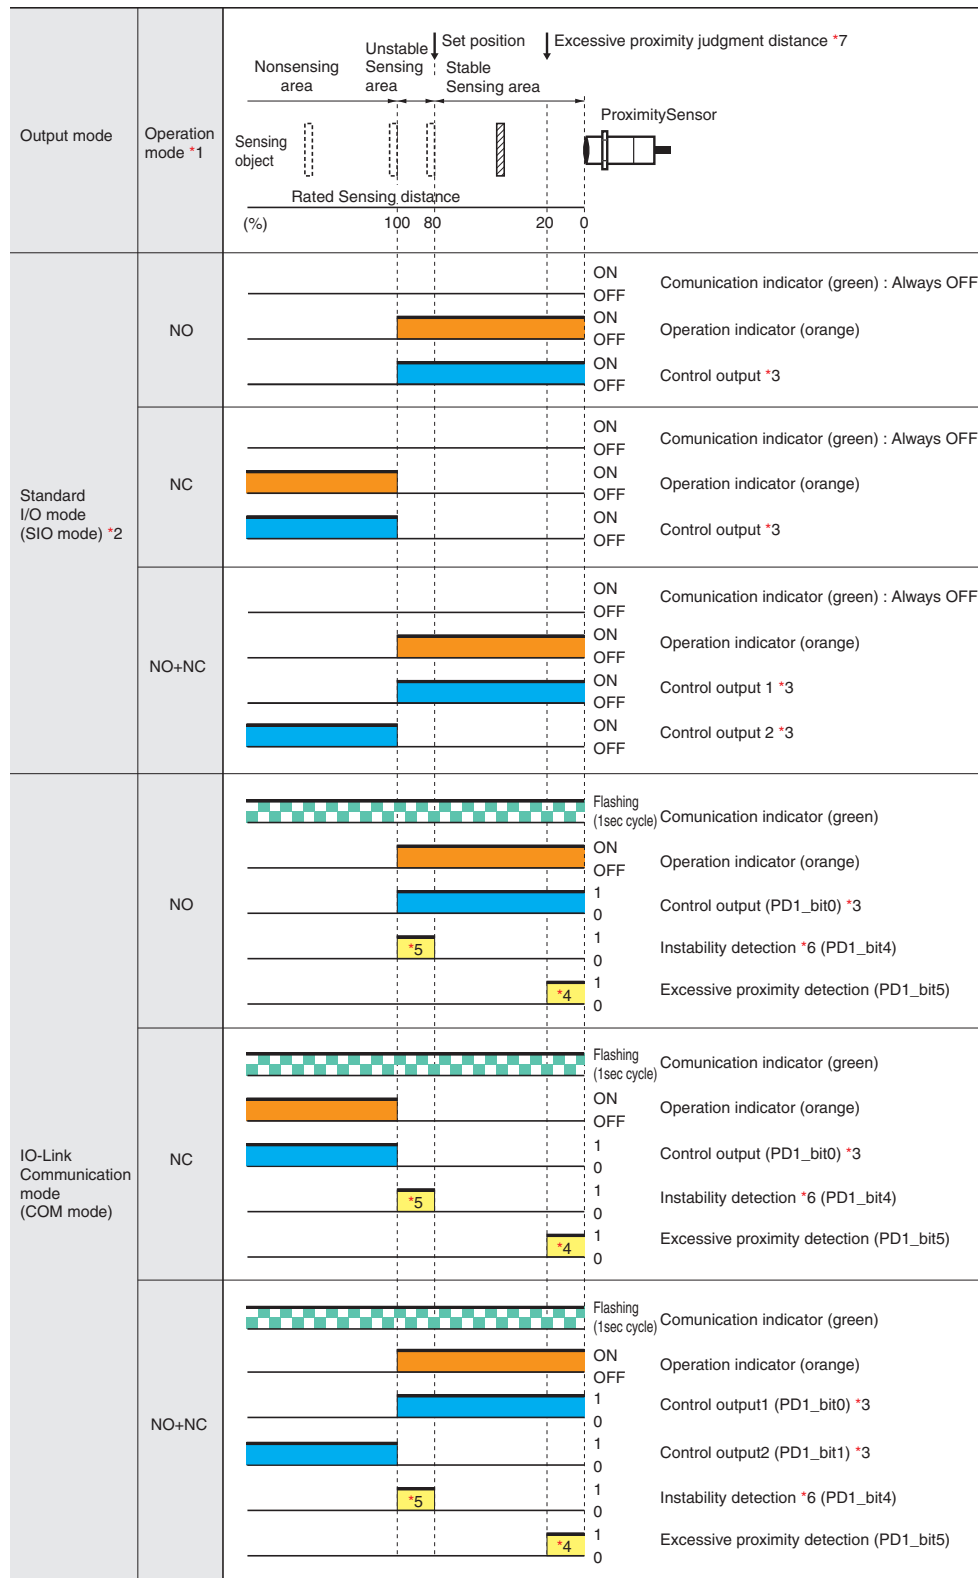 Output mode
Operation
mode *1
Set position
Excessive proximity judgment distance *7
Nonsensing
area
Unstable
Sensing
area
Stable
Sensing area
ProximitySensor
Sensing
object
Rated Sensing distance
(%)
100
80
20
0
Standard
I/O mode
(SIO mode) *2
NO
ON
OFF
Comunication indicator (green) : Always OFF
ON
OFF
Operation indicator (orange)
ON
OFF
Control output *3
NC
ON
OFF
Comunication indicator (green) : Always OFF
ON
OFF
Operation indicator (orange)
ON
OFF
Control output *3
NO+NC
ON
OFF
Comunication indicator (green) : Always OFF
ON
OFF
Operation indicator (orange)
ON
OFF
Control output 1 *3
ON
OFF
Control output 2 *3
IO-Link
Communication
mode
(COM mode)
NO
Flashing
(1sec cycle)
Comunication indicator (green)
ON
OFF
Operation indicator (orange)
1
0
Control output (PD1_bit0) *3
*5
1
0
Instability detection *6 (PD1_bit4)
*4
1
0
Excessive proximity detection (PD1_bit5)
NC
Flashing
(1sec cycle)
Comunication indicator (green)
ON
OFF
Operation indicator (orange)
1
0
Control output (PD1_bit0) *3
*5
1
0
Instability detection *6 (PD1_bit4)
*4
1
0
Excessive proximity detection (PD1_bit5)
NO+NC
Flashing
(1sec cycle)
Comunication indicator (green)
ON
OFF
Operation indicator (orange)
1
0
Control output1 (PD1_bit0) *3
1
0
Control output2 (PD1_bit1) *3
*5
1
0
Instability detection *6 (PD1_bit4)
*4
1
0
Excessive proximity detection (PD1_bit5)